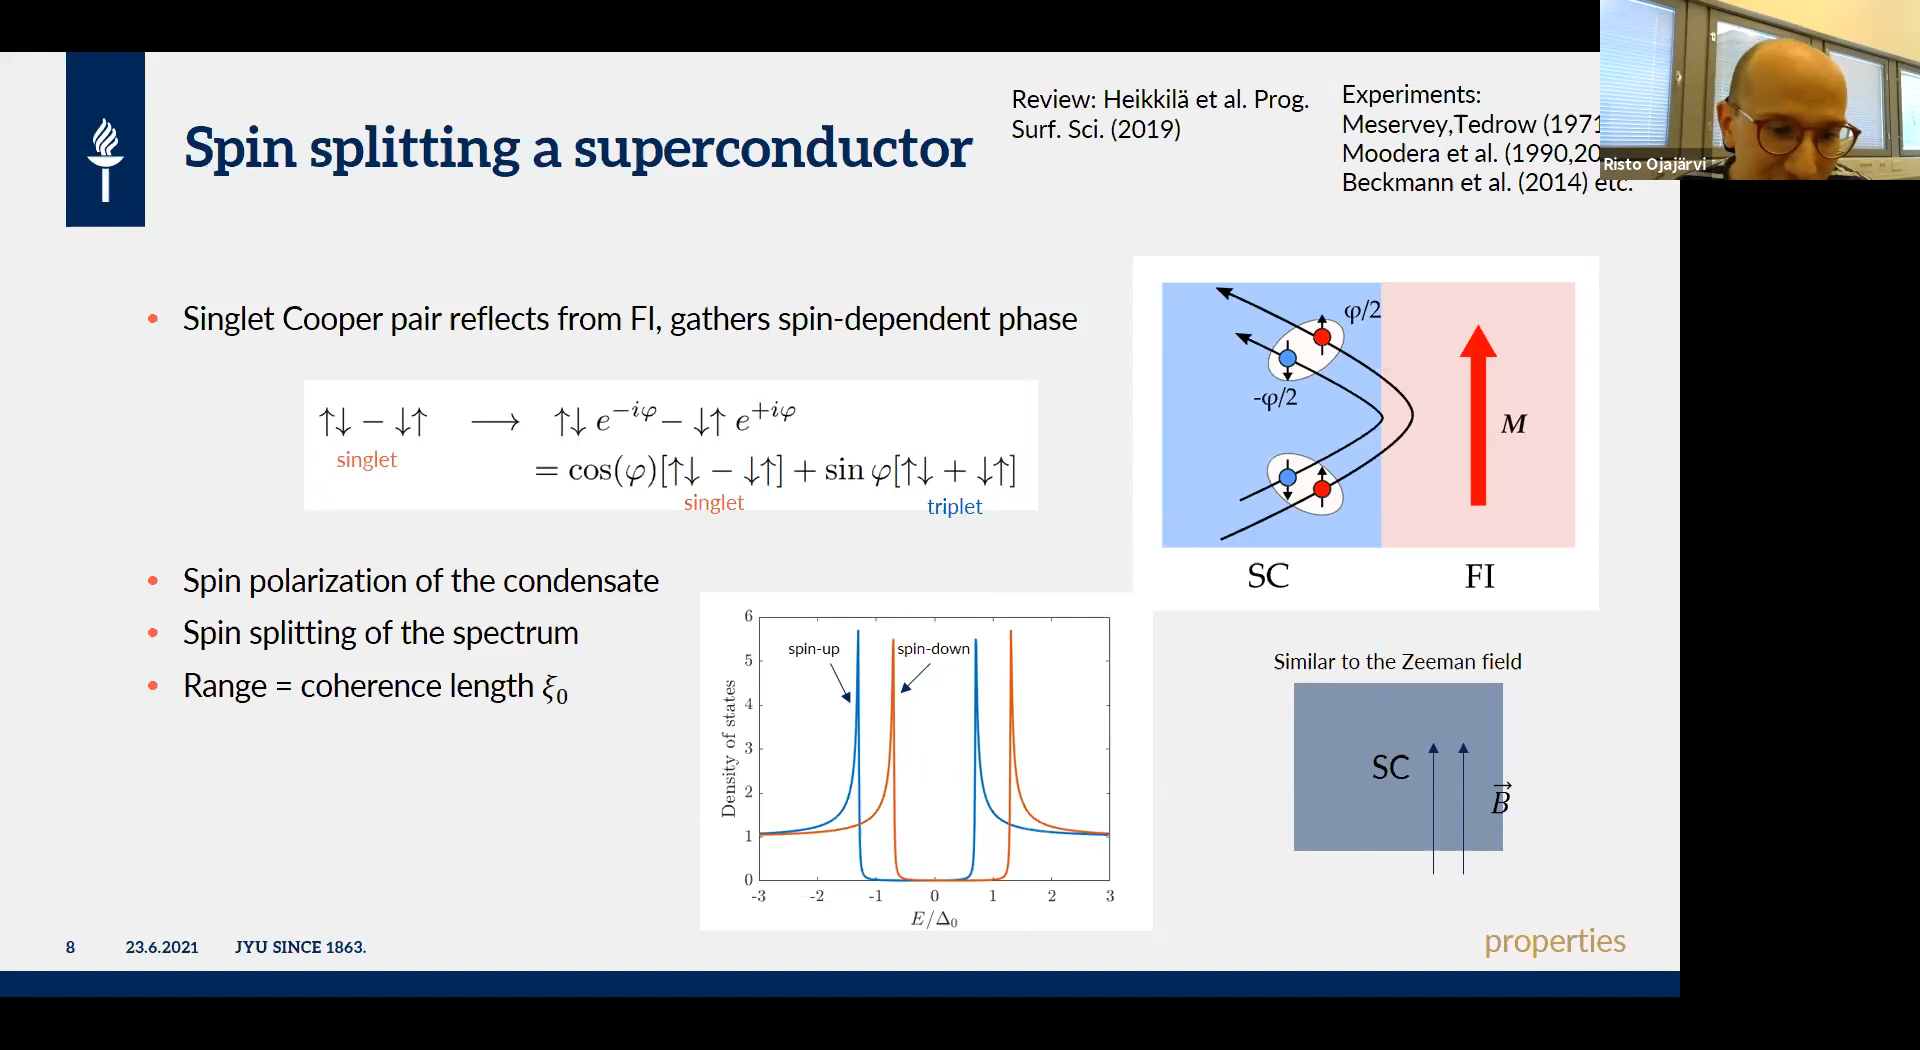 Spin splitting a superconductor
Review: Heikkilä et al. Prog.
Surf. Sci. (2019)
Experiments:
Meservey,Tedrow (1971
Moodera et al. (1990,20
Beckmann et al. (2014) etc.
Risto Ojajärvi
• Singlet Cooper pair reflects from FI, gathers spin-dependent phase
↑↓ − ↓↑ ⟶ ↑↓ e^{−iφ} − ↓↑ e^{+iφ}
singlet
= cos(φ)[↑↓ − ↓↑] + sin φ[↑↓ + ↓↑]
singlet triplet
φ/2
-φ/2
M
SC FI
• Spin polarization of the condensate
• Spin splitting of the spectrum
• Range = coherence length ξ₀
spin-up spin-down
Density of states
6
5
4
3
2
1
0
-3 -2 -1 0 1 2 3
E/Δ₀
Similar to the Zeeman field
SC
B⃗
properties
8 23.6.2021 JYU SINCE 1863.